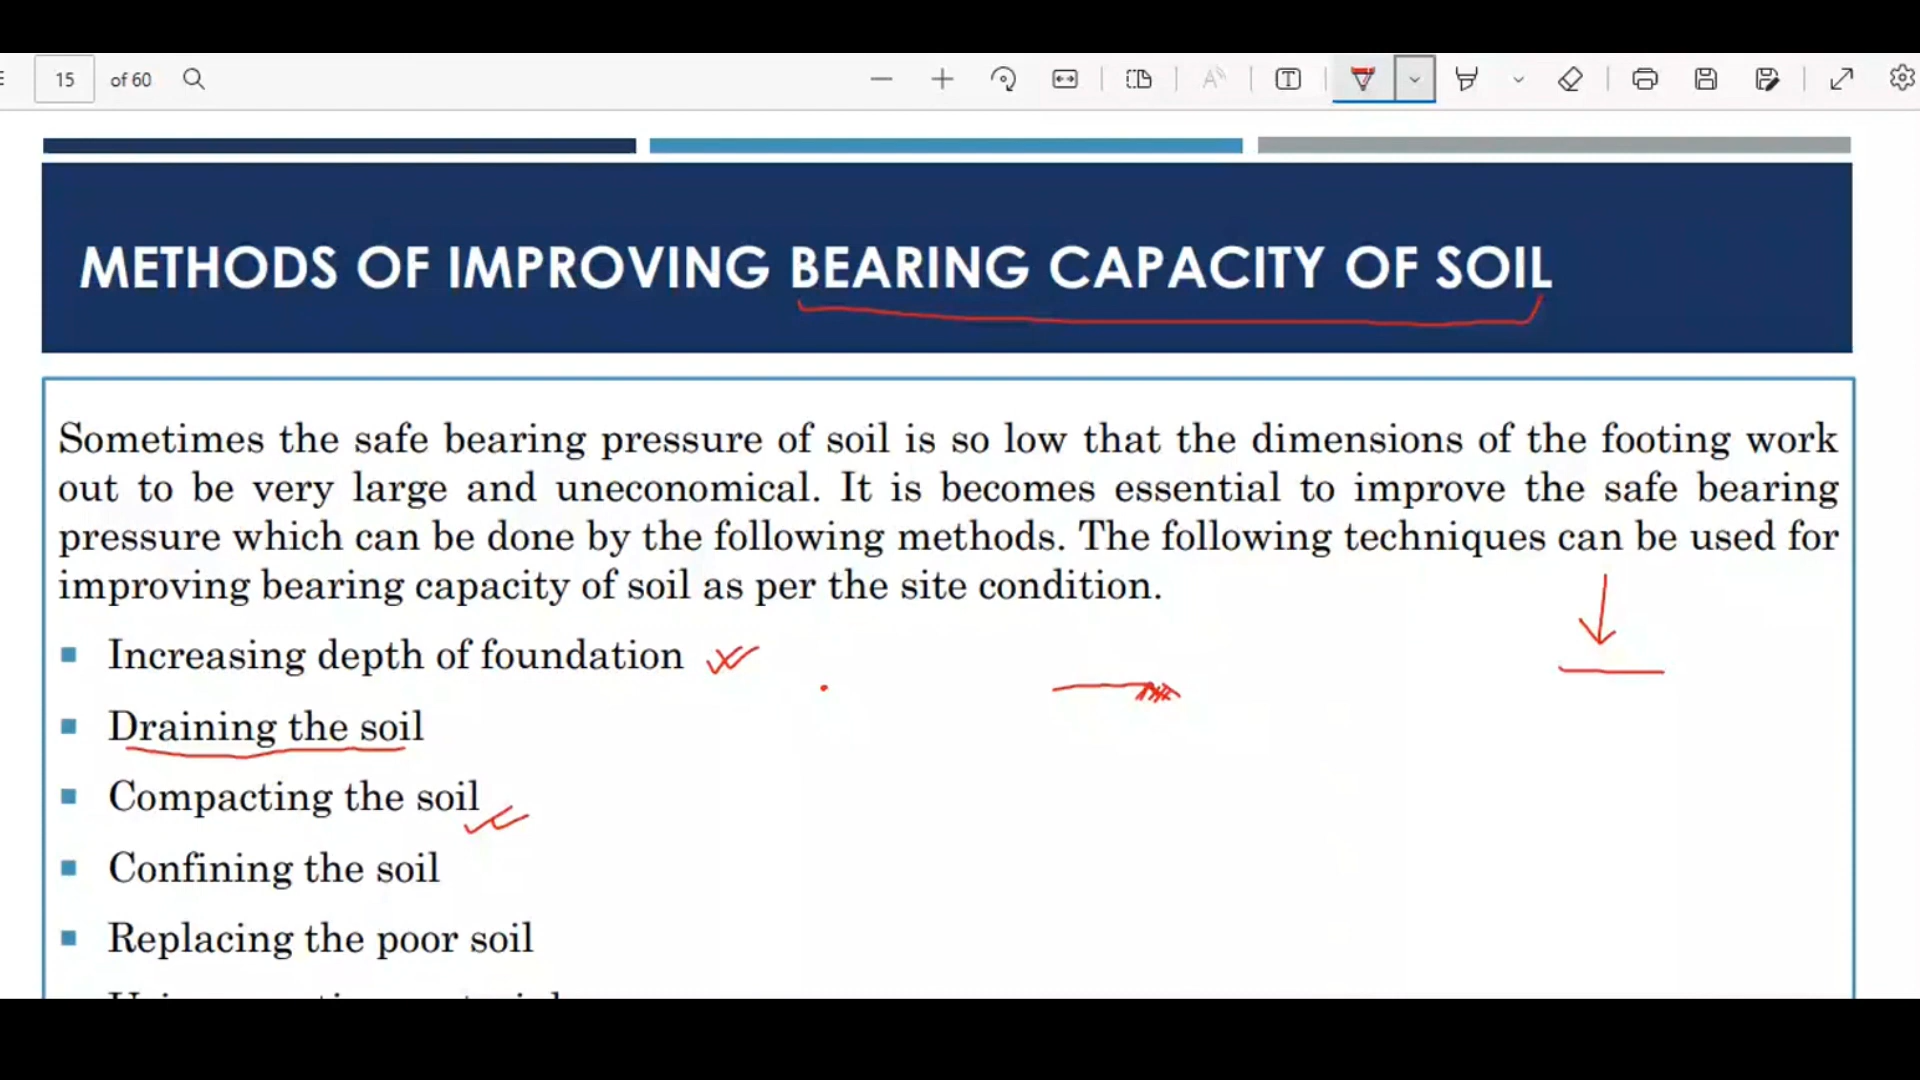 15 of 60
METHODS OF IMPROVING BEARING CAPACITY OF SOIL
Sometimes the safe bearing pressure of soil is so low that the dimensions of the footing work
out to be very large and uneconomical. It is becomes essential to improve the safe bearing
pressure which can be done by the following methods. The following techniques can be used for
improving bearing capacity of soil as per the site condition.
Increasing depth of foundation
Draining the soil
Compacting the soil
Confining the soil
Replacing the poor soil